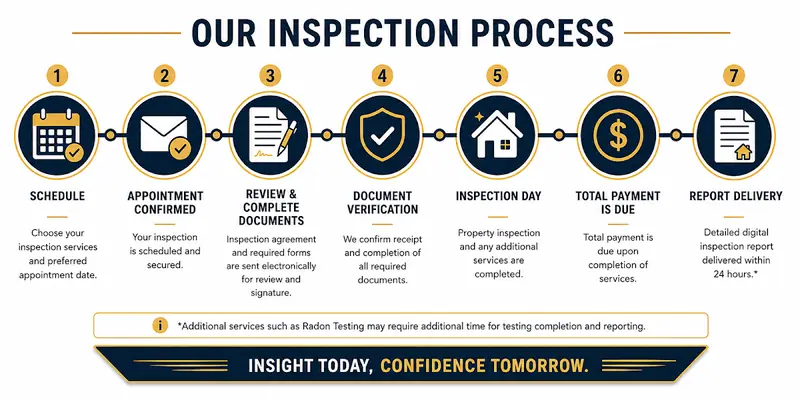 OUR INSPECTION PROCESS
1
2
3
4
5
6
7
SCHEDULE
Choose your
inspection services
and preferred
appointment date.
APPOINTMENT
CONFIRMED
Your inspection
is scheduled and
secured.
REVIEW &
COMPLETE
DOCUMENTS
Inspection agreement
and required forms
are sent electronically
for review and
signature.
DOCUMENT
VERIFICATION
We confirm receipt
and completion of
all required
documents.
INSPECTION DAY
Property inspection
and any additional
services are
completed.
$
TOTAL PAYMENT
IS DUE
Total payment is
due upon
completion of
services.
REPORT DELIVERY
Detailed digital
inspection report
delivered within
24 hours.*
i
*Additional services such as Radon Testing may require additional time for testing completion and reporting.
INSIGHT TODAY, CONFIDENCE TOMORROW.